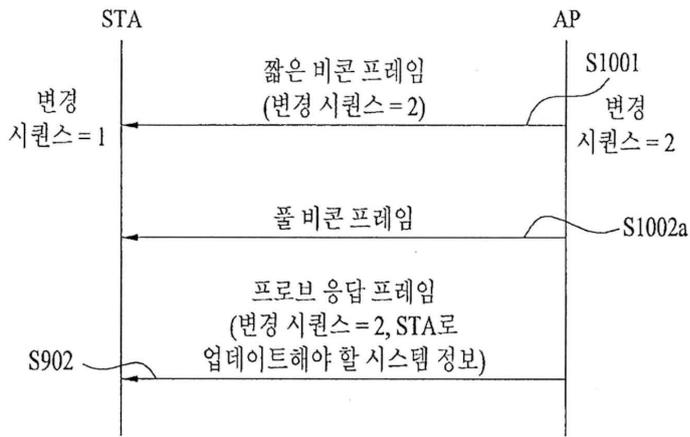 STA
AP
짧은 비콘 프레임
(변경 시퀀스 = 2)
S1001
변경
시퀀스 = 1
변경
시퀀스 = 2
풀 비콘 프레임
S1002a
프로브 응답 프레임
(변경 시퀀스 = 2, STA로
업데이트해야 할 시스템 정보)
S902